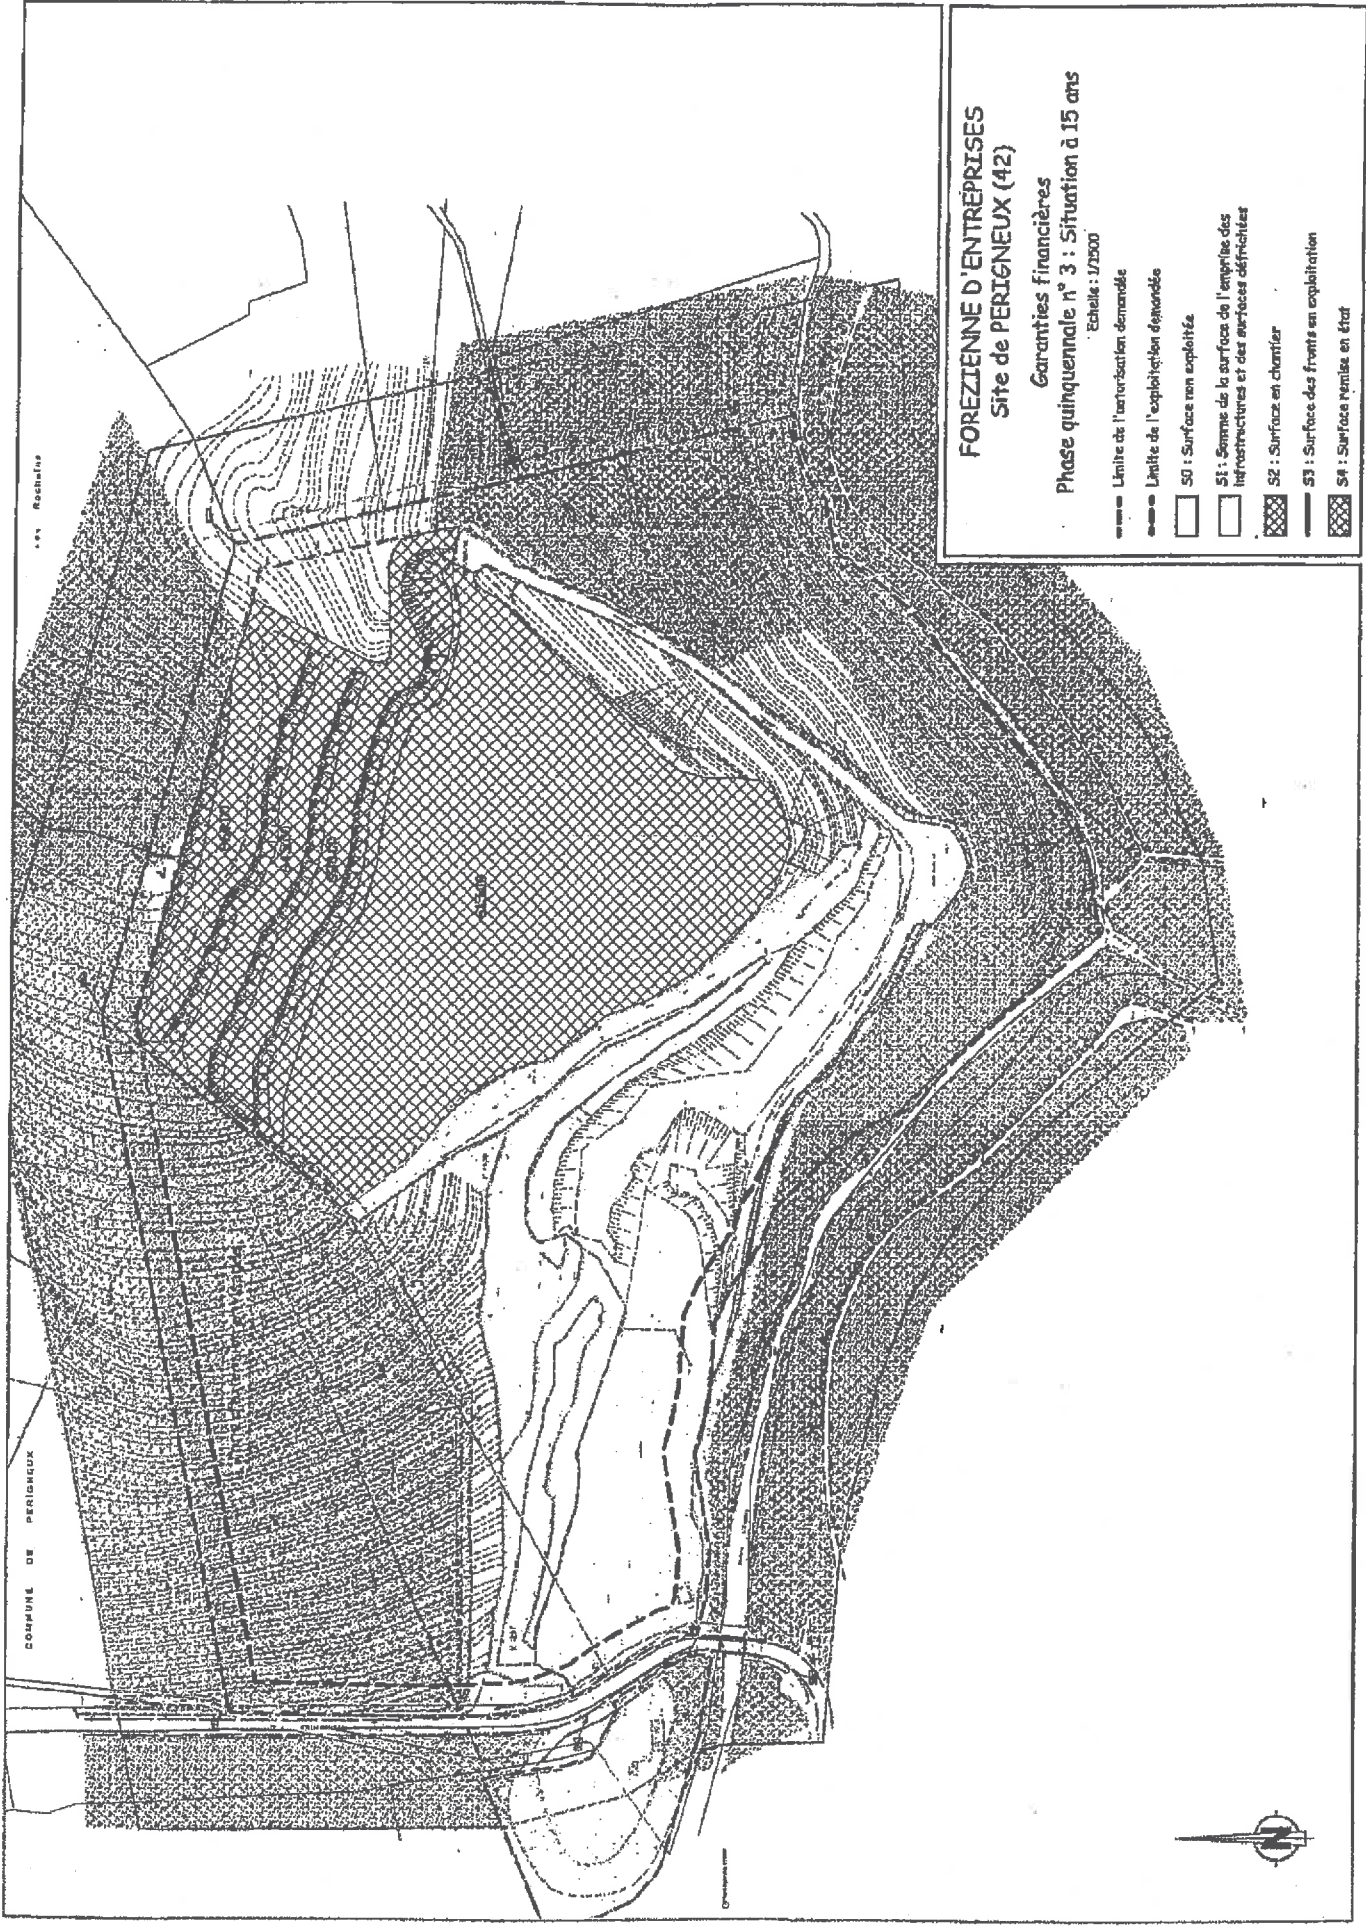 FOREZIENNE D'ENTREPRISES
Site de PERIGNEUX (42)
Garanties financières
Phase quinquennale n° 3 : Situation à 15 ans
Echelle : 1/1500
Limite de l'autorisation demandée
Limite de l'exploitation demandée
S0 : Surface non exploitée
S1 : Somme de la surface de l'emprise des
infrastructures et des surfaces défrichées
S2 : Surface en chantier
S3 : Surface des fronts en exploitation
S4 : Surface remise en état
COMMUNE DE PERIGNEUX
N